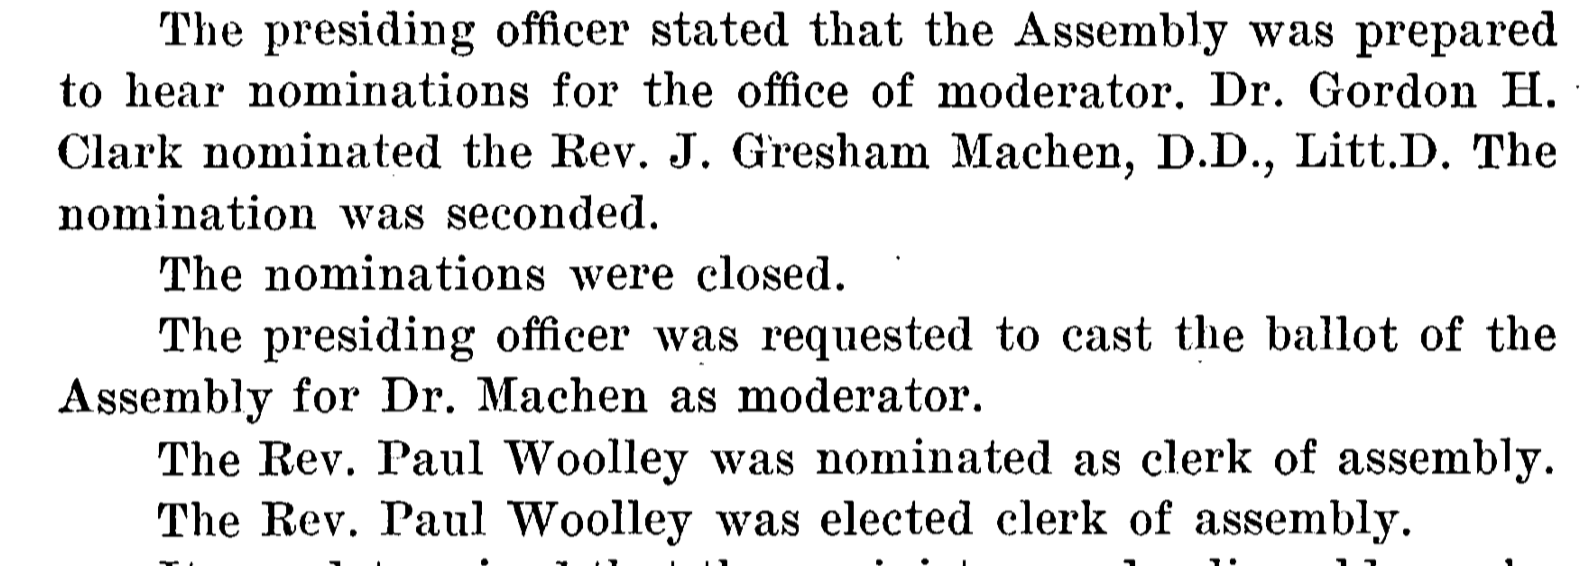 The presiding officer stated that the Assembly was prepared
to hear nominations for the office of moderator. Dr. Gordon H.
Clark nominated the Rev. J. Gresham Machen, D.D., Litt.D. The
nomination was seconded.
The nominations were closed.
The presiding officer was requested to cast the ballot of the
Assembly for Dr. Machen as moderator.
The Rev. Paul Woolley was nominated as clerk of assembly.
The Rev. Paul Woolley was elected clerk of assembly.